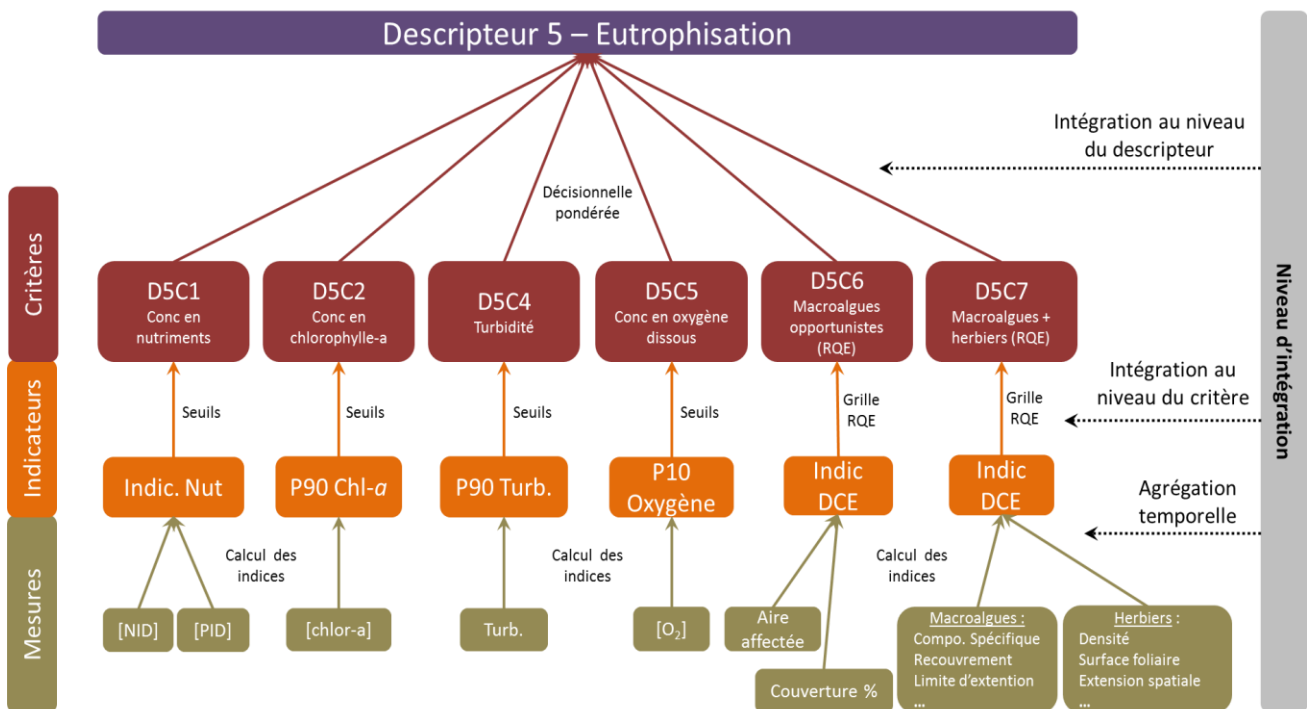 Descripteur 5 – Eutrophisation
Intégration au niveau
du descripteur
Décisionnelle
pondérée
Critères
D5C1
Conc en
nutriments
D5C2
Conc en
chlorophylle-a
D5C4
Turbidité
D5C5
Conc en oxygène
dissous
D5C6
Macroalgues
opportunistes
(RQE)
D5C7
Macroalgues +
herbiers (RQE)
Niveau d’intégration
Intégration au
niveau du critère
Seuils
Seuils
Seuils
Seuils
Grille
RQE
Grille
RQE
Indicateurs
Indic. Nut
P90 Chl-a
P90 Turb.
P10
Oxygène
Indic
DCE
Indic
DCE
Agrégation
temporelle
Calcul des
indices
Calcul des
indices
Calcul des
indices
Mesures
[NID]
[PID]
[chlor-a]
Turb.
[O₂]
Aire
affectée
Couverture %
Macroalgues :
Compo. Spécifique
Recouvrement
Limite d’extention
...
Herbiers :
Densité
Surface foliaire
Extension spatiale
...